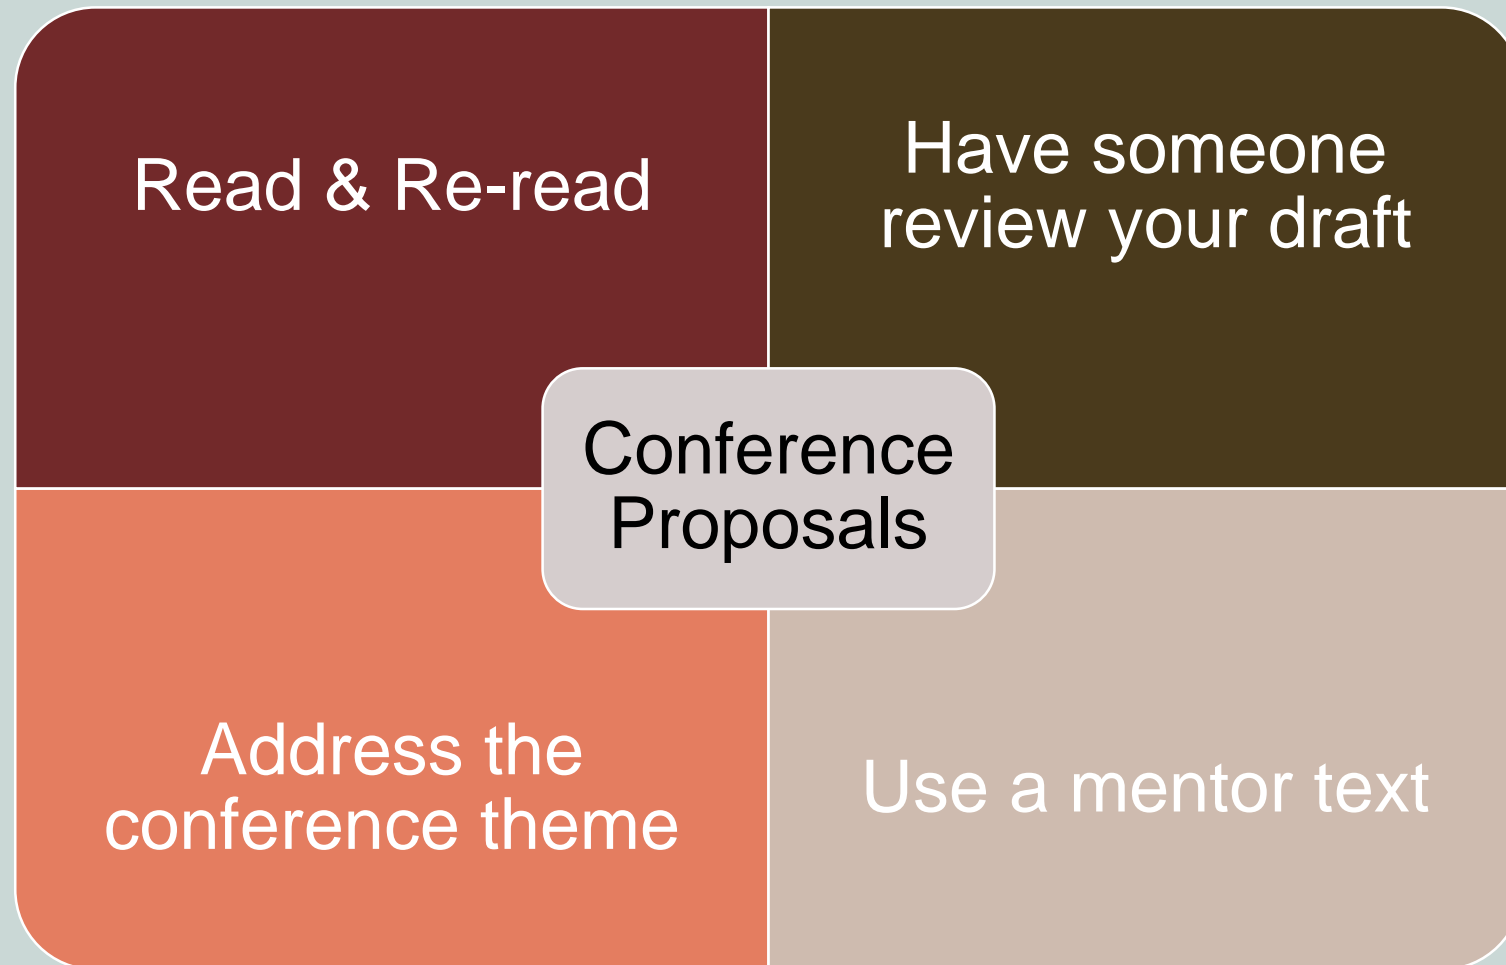 Read & Re-read
Have someone
review your draft
Conference
Proposals
Address the
conference theme
Use a mentor text